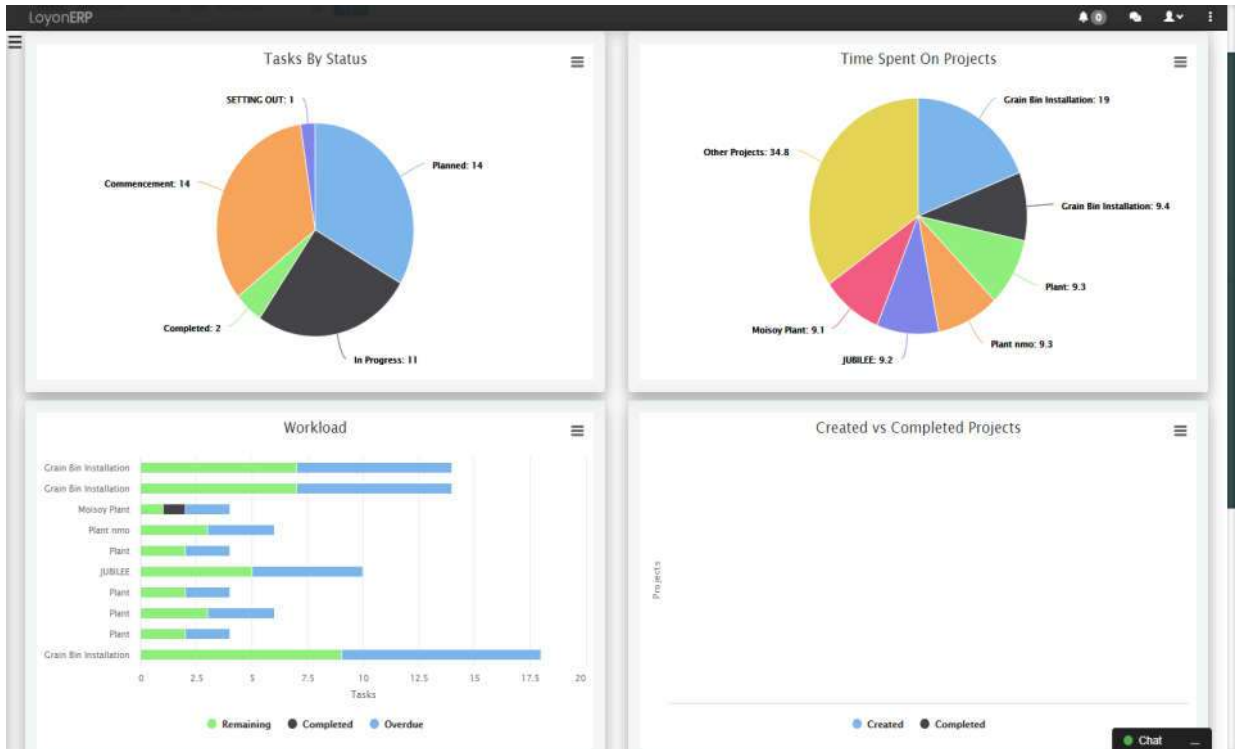 LoyonERP
0
Tasks By Status
SETTING OUT: 1
Planned: 14
Commencement: 14
Completed: 2
In Progress: 11
Time Spent On Projects
Grain Bin Installation: 19
Other Projects: 34.8
Grain Bin Installation: 9.4
Plant: 9.3
Plant nmo: 9.3
Moisoy Plant: 9.1
JUBILEE: 9.2
Workload
Grain Bin Installation
Grain Bin Installation
Moisoy Plant
Plant nmo
Plant
JUBILEE
Plant
Plant
Plant
Grain Bin Installation
0 2.5 5 7.5 10 12.5 15 17.5 20
Tasks
Remaining Completed Overdue
Created vs Completed Projects
Projects
Created Completed
Chat